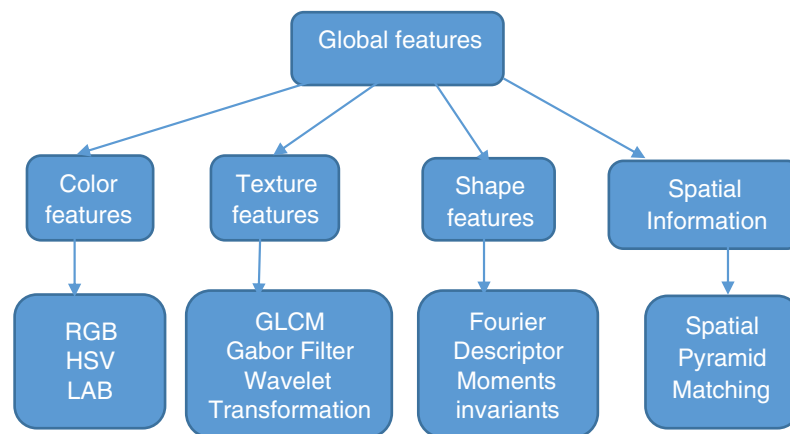 Global features
Color
features
Texture
features
Shape
features
Spatial
Information
RGB
HSV
LAB
GLCM
Gabor Filter
Wavelet
Transformation
Fourier
Descriptor
Moments
invariants
Spatial
Pyramid
Matching